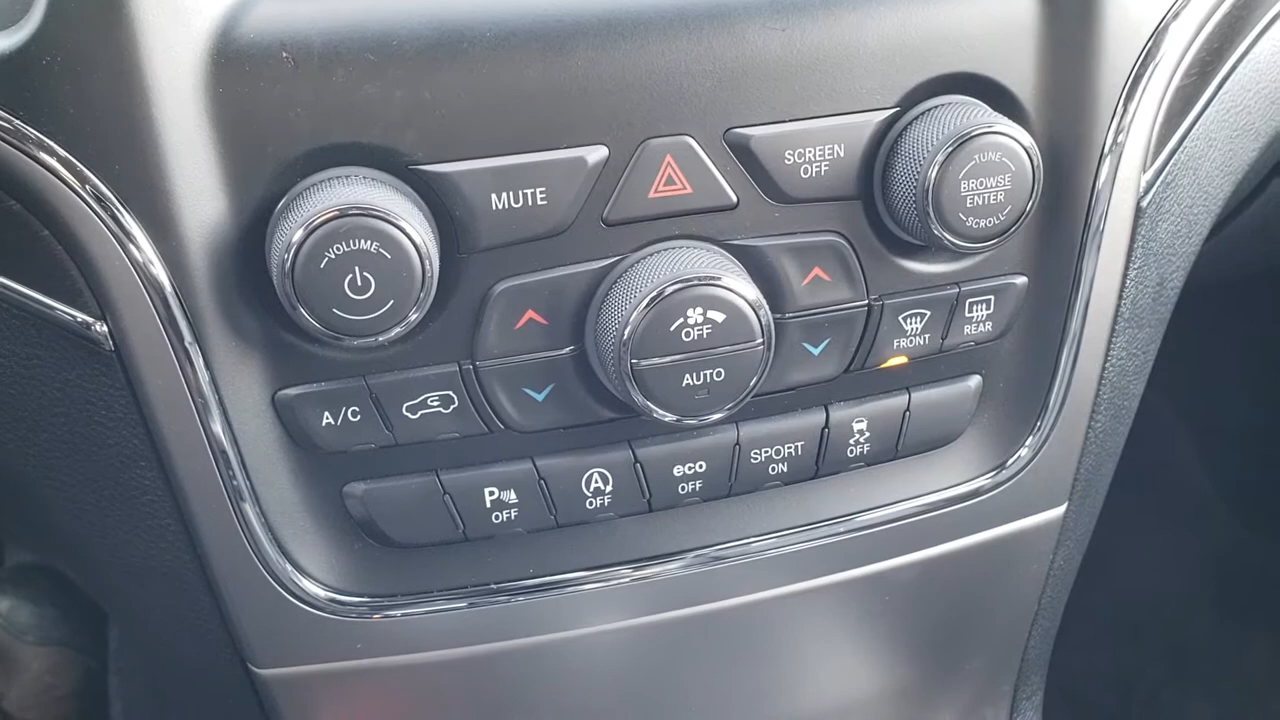 MUTE
SCREEN
OFF
TUNE
BROWSE
ENTER
SCROLL
VOLUME
OFF
AUTO
FRONT
REAR
A/C
P
OFF
A
OFF
eco
OFF
SPORT
ON
OFF